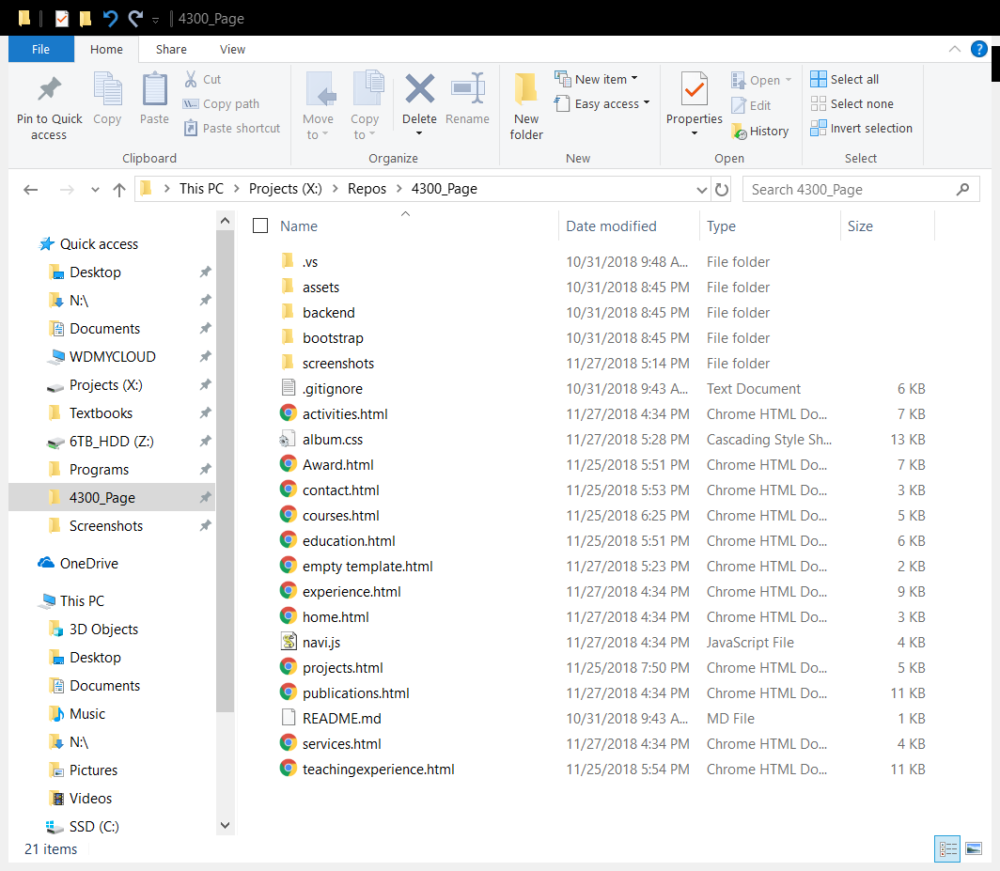 4300_Page
File Home Share View
Pin to Quick access
Copy
Paste
Cut
Copy path
Paste shortcut
Clipboard
Move to
Copy to
Delete
Rename
Organize
New folder
New item
Easy access
New
Properties
Open
Edit
History
Open
Select all
Select none
Invert selection
Select
This PC > Projects (X:) > Repos > 4300_Page
Search 4300_Page
Quick access
Desktop
N:\
Documents
WDMYCLOUD
Projects (X:)
Textbooks
6TB_HDD (Z:)
Programs
4300_Page
Screenshots
OneDrive
This PC
3D Objects
Desktop
Documents
Music
N:\
Pictures
Videos
SSD (C:)
Name Date modified Type Size
.vs 10/31/2018 9:48 A... File folder
assets 10/31/2018 8:45 PM File folder
backend 10/31/2018 8:45 PM File folder
bootstrap 10/31/2018 8:45 PM File folder
screenshots 11/27/2018 5:14 PM File folder
.gitignore 10/31/2018 9:43 A... Text Document 6 KB
activities.html 11/27/2018 4:34 PM Chrome HTML Do... 7 KB
album.css 11/27/2018 5:28 PM Cascading Style Sh... 13 KB
Award.html 11/25/2018 5:51 PM Chrome HTML Do... 7 KB
contact.html 11/25/2018 5:53 PM Chrome HTML Do... 3 KB
courses.html 11/25/2018 6:25 PM Chrome HTML Do... 5 KB
education.html 11/25/2018 5:51 PM Chrome HTML Do... 6 KB
empty template.html 11/27/2018 5:23 PM Chrome HTML Do... 2 KB
experience.html 11/27/2018 4:34 PM Chrome HTML Do... 9 KB
home.html 11/27/2018 4:34 PM Chrome HTML Do... 3 KB
navi.js 11/27/2018 4:34 PM JavaScript File 4 KB
projects.html 11/25/2018 7:50 PM Chrome HTML Do... 5 KB
publications.html 11/27/2018 4:34 PM Chrome HTML Do... 11 KB
README.md 10/31/2018 9:43 A... MD File 1 KB
services.html 11/27/2018 4:34 PM Chrome HTML Do... 4 KB
teachingexperience.html 11/25/2018 5:54 PM Chrome HTML Do... 11 KB
21 items